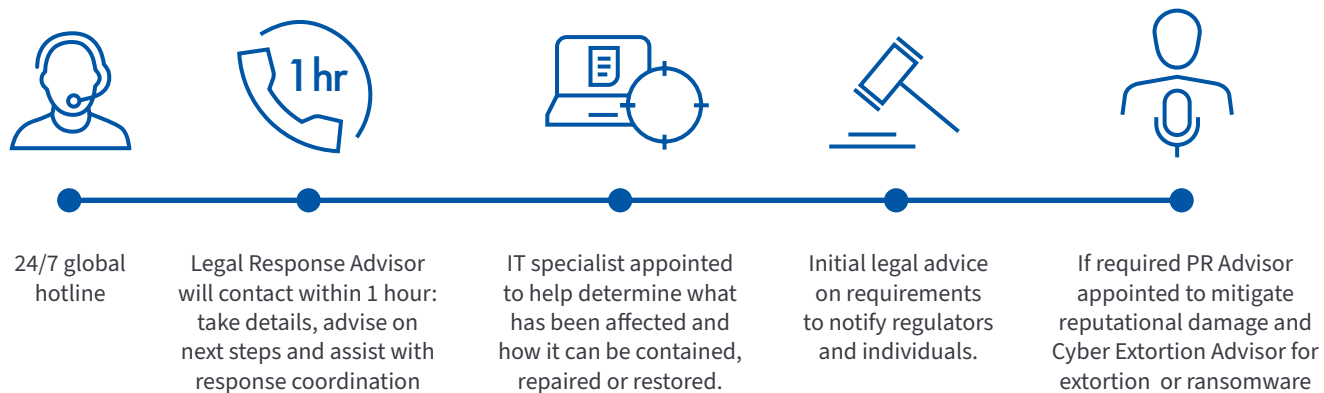 1 hr
24/7 global
hotline
Legal Response Advisor
will contact within 1 hour:
take details, advise on
next steps and assist with
response coordination
IT specialist appointed
to help determine what
has been affected and
how it can be contained,
repaired or restored.
Initial legal advice
on requirements
to notify regulators
and individuals.
If required PR Advisor
appointed to mitigate
reputational damage and
Cyber Extortion Advisor for
extortion or ransomware